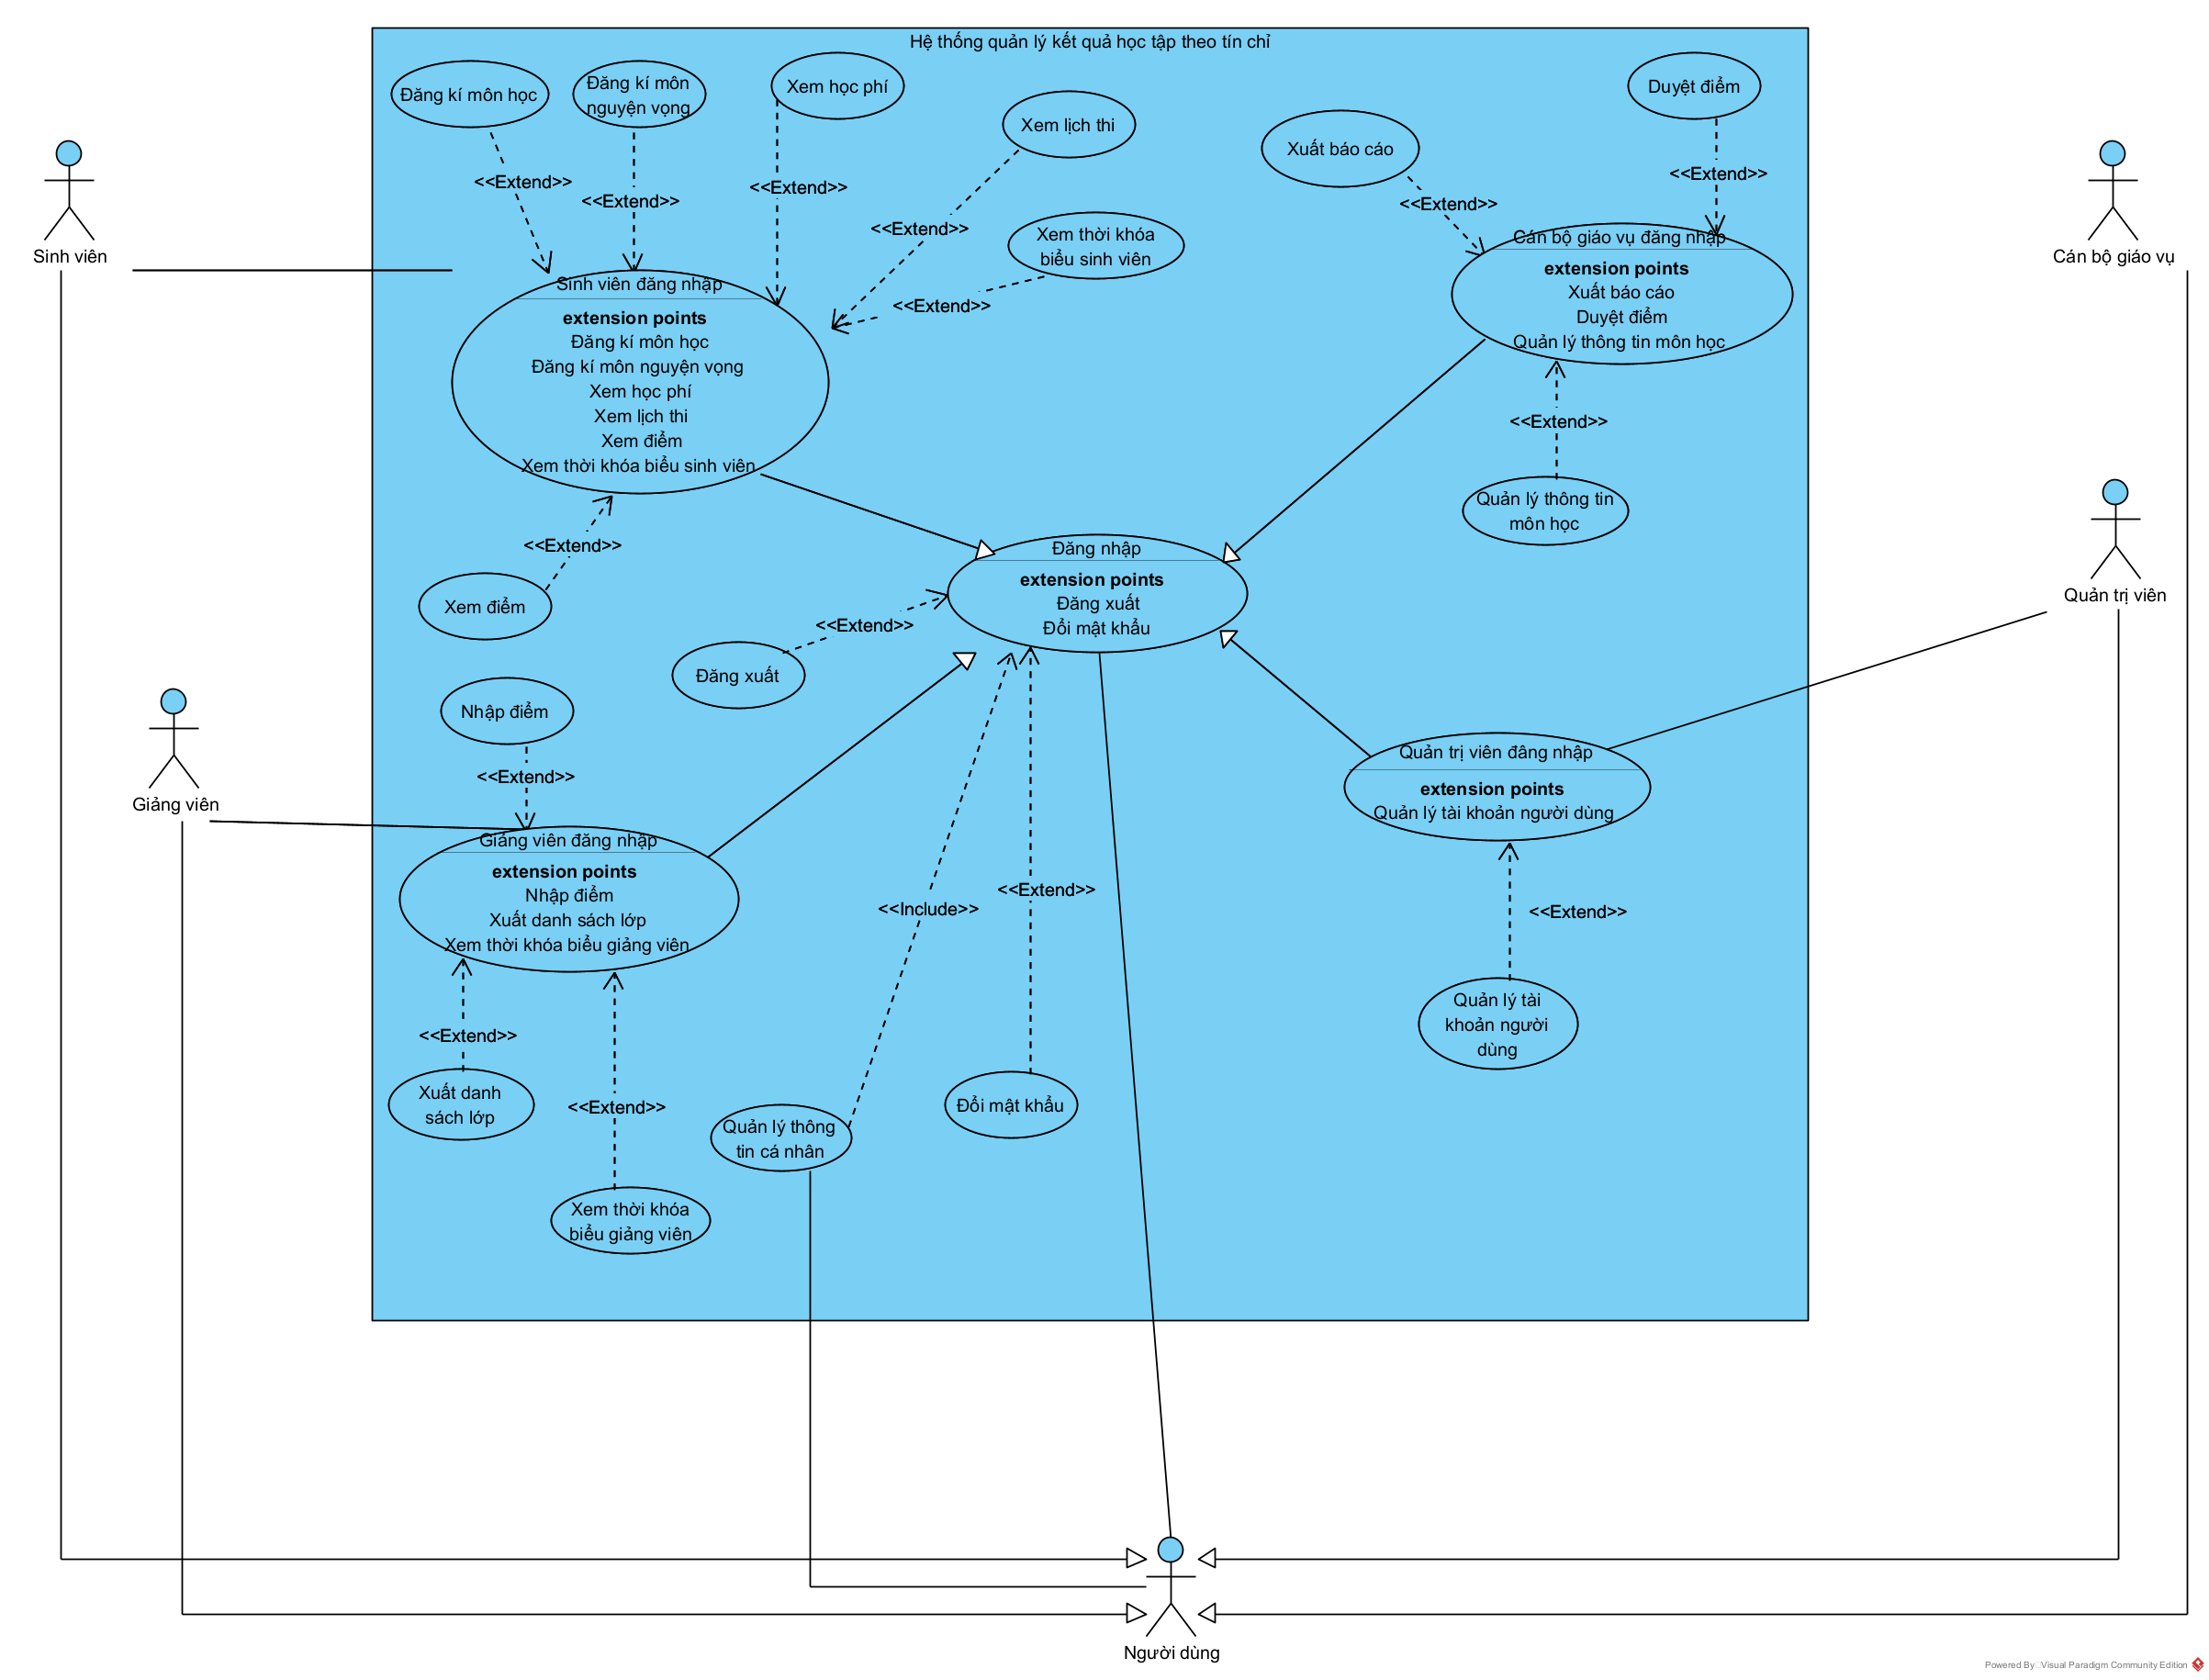 Hệ thống quản lý kết quả học tập theo tín chỉ
Đăng kí môn học
Đăng kí môn
nguyện vọng
Xem học phí
Xem lịch thi
Xuất báo cáo
Duyệt điểm
<<Extend>>
<<Extend>>
<<Extend>>
<<Extend>>
<<Extend>>
<<Extend>>
Xem thời khóa
biểu sinh viên
<<Extend>>
Sinh viên
Cán bộ giáo vụ
Sinh viên đăng nhập
extension points
Đăng kí môn học
Đăng kí môn nguyện vọng
Xem học phí
Xem lịch thi
Xem điểm
Xem thời khóa biểu sinh viên
Cán bộ giáo vụ đăng nhập
extension points
Xuất báo cáo
Duyệt điểm
Quản lý thông tin môn học
<<Extend>>
Quản lý thông tin
môn học
<<Extend>>
Xem điểm
Đăng nhập
extension points
Đăng xuất
Đổi mật khẩu
<<Extend>>
Đăng xuất
Quản trị viên
Nhập điểm
<<Extend>>
Giảng viên
Quản trị viên đâng nhập
extension points
Quản lý tài khoản người dùng
Giảng viên đăng nhập
extension points
Nhập điểm
Xuất danh sách lớp
Xem thời khóa biểu giảng viên
<<Include>>
<<Extend>>
<<Extend>>
<<Extend>>
<<Extend>>
Quản lý tài
khoản người
dùng
Xuất danh
sách lớp
Quản lý thông
tin cá nhân
Đổi mật khẩu
Xem thời khóa
biểu giảng viên
Người dùng
Powered By Visual Paradigm Community Edition